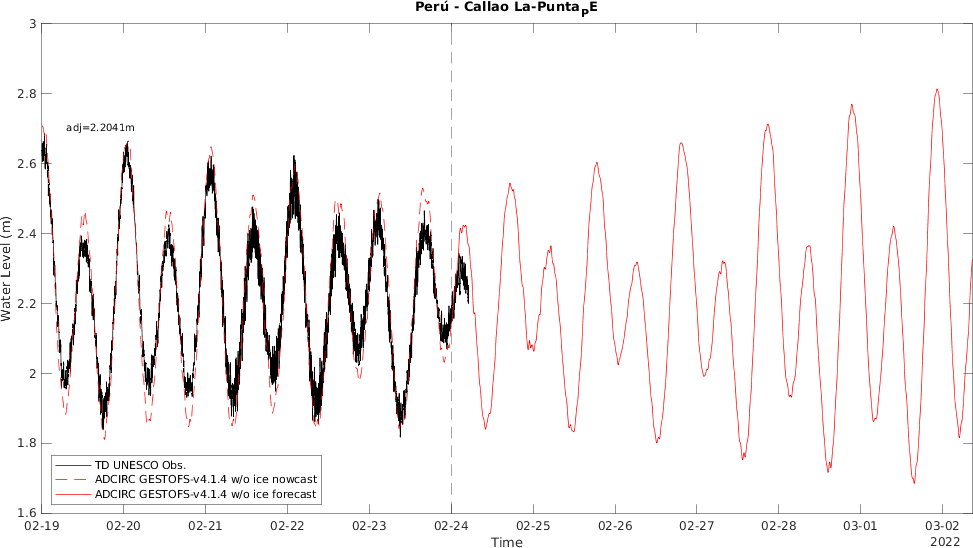 Perú - Callao La-PuntaPE
3
2.8
2.6
2.4
2.2
2
1.8
1.6
Water Level (m)
adj=2.2041m
TD UNESCO Obs.
ADCIRC GESTOFS-v4.1.4 w/o ice nowcast
ADCIRC GESTOFS-v4.1.4 w/o ice forecast
02-19 02-20 02-21 02-22 02-23 02-24 02-25 02-26 02-27 02-28 03-01 03-02
Time
2022